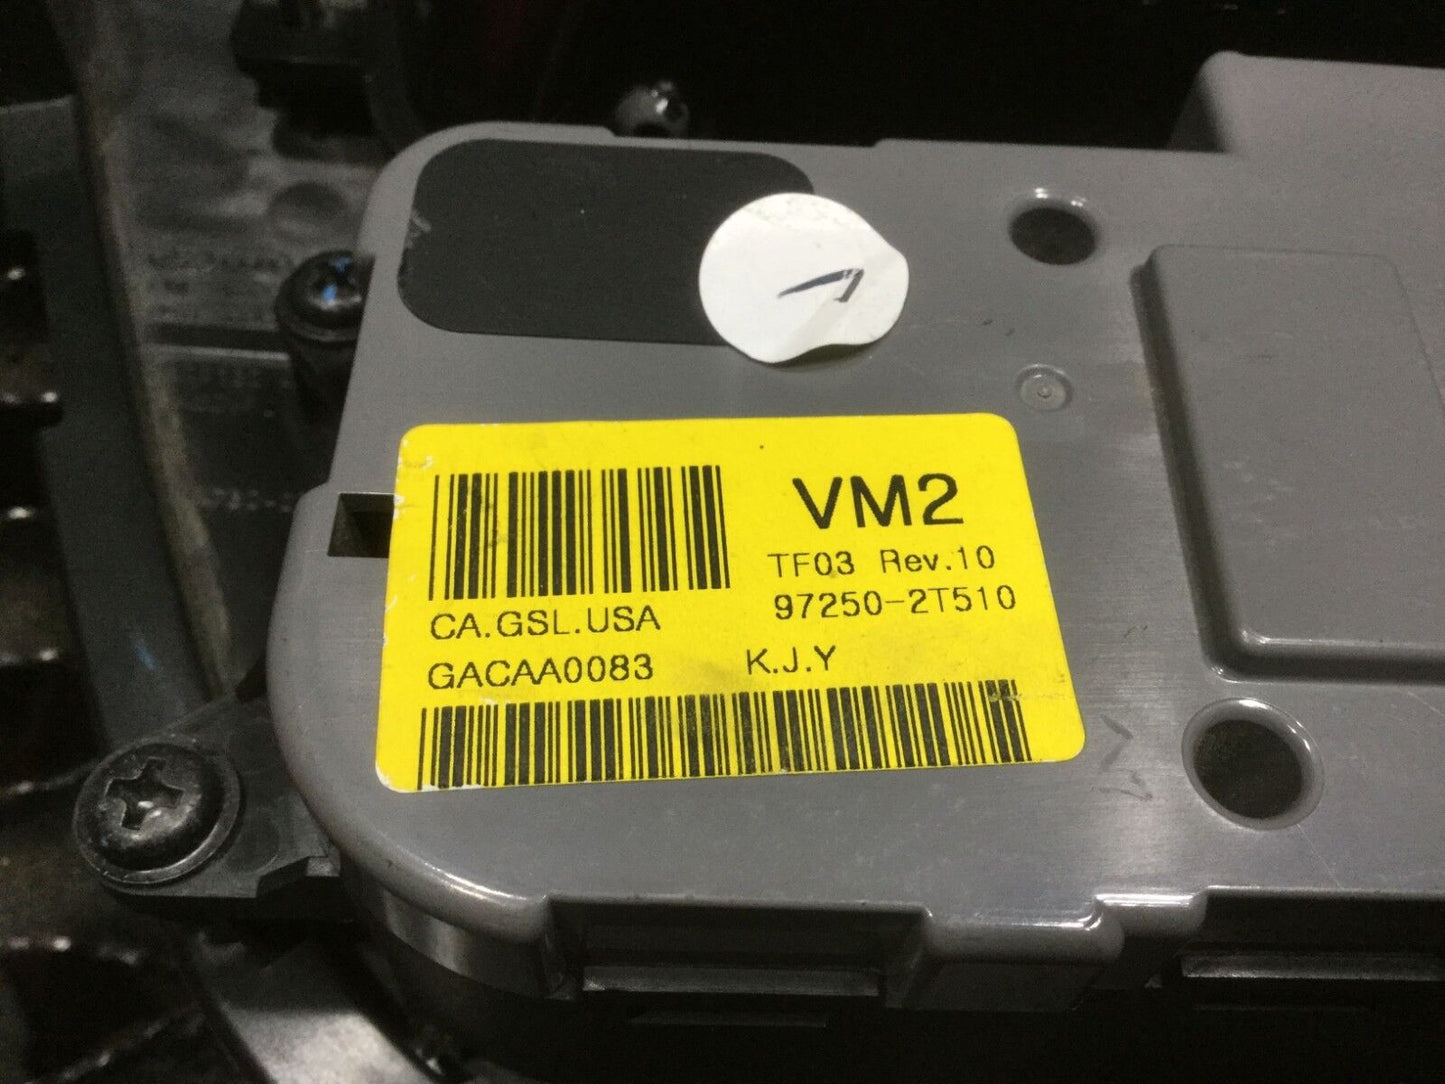 VM2
TF03 Rev.10
97250-2T510
CA.GSL.USA
GACAA0083 K.J.Y